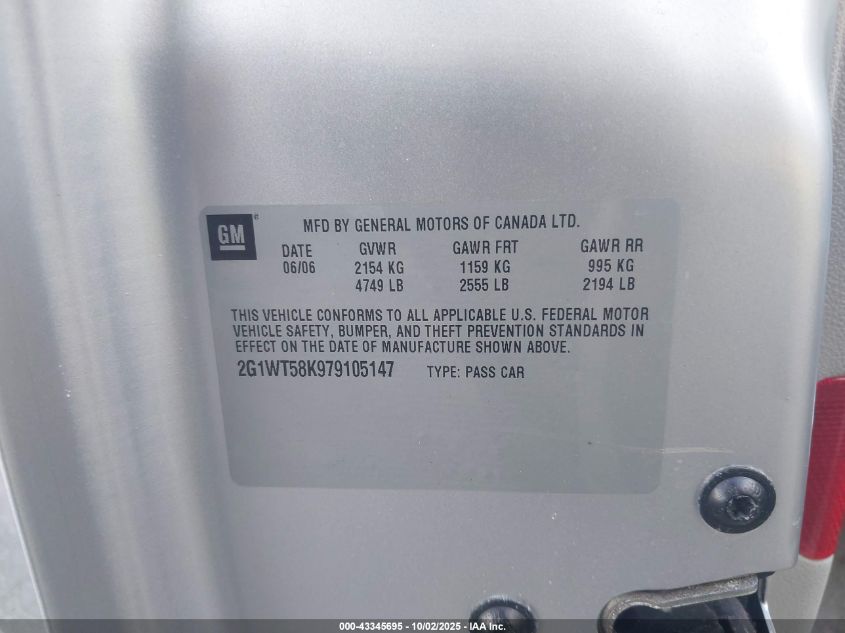 GM
MFD BY GENERAL MOTORS OF CANADA LTD.
DATE GVWR GAWR FRT GAWR RR
06/06 2154 KG 1159 KG 995 KG
4749 LB 2555 LB 2194 LB
THIS VEHICLE CONFORMS TO ALL APPLICABLE U.S. FEDERAL MOTOR
VEHICLE SAFETY, BUMPER, AND THEFT PREVENTION STANDARDS IN
EFFECT ON THE DATE OF MANUFACTURE SHOWN ABOVE.
2G1WT58K979105147 TYPE: PASS CAR
000-43345695 - 10/02/2025 - IAA Inc.